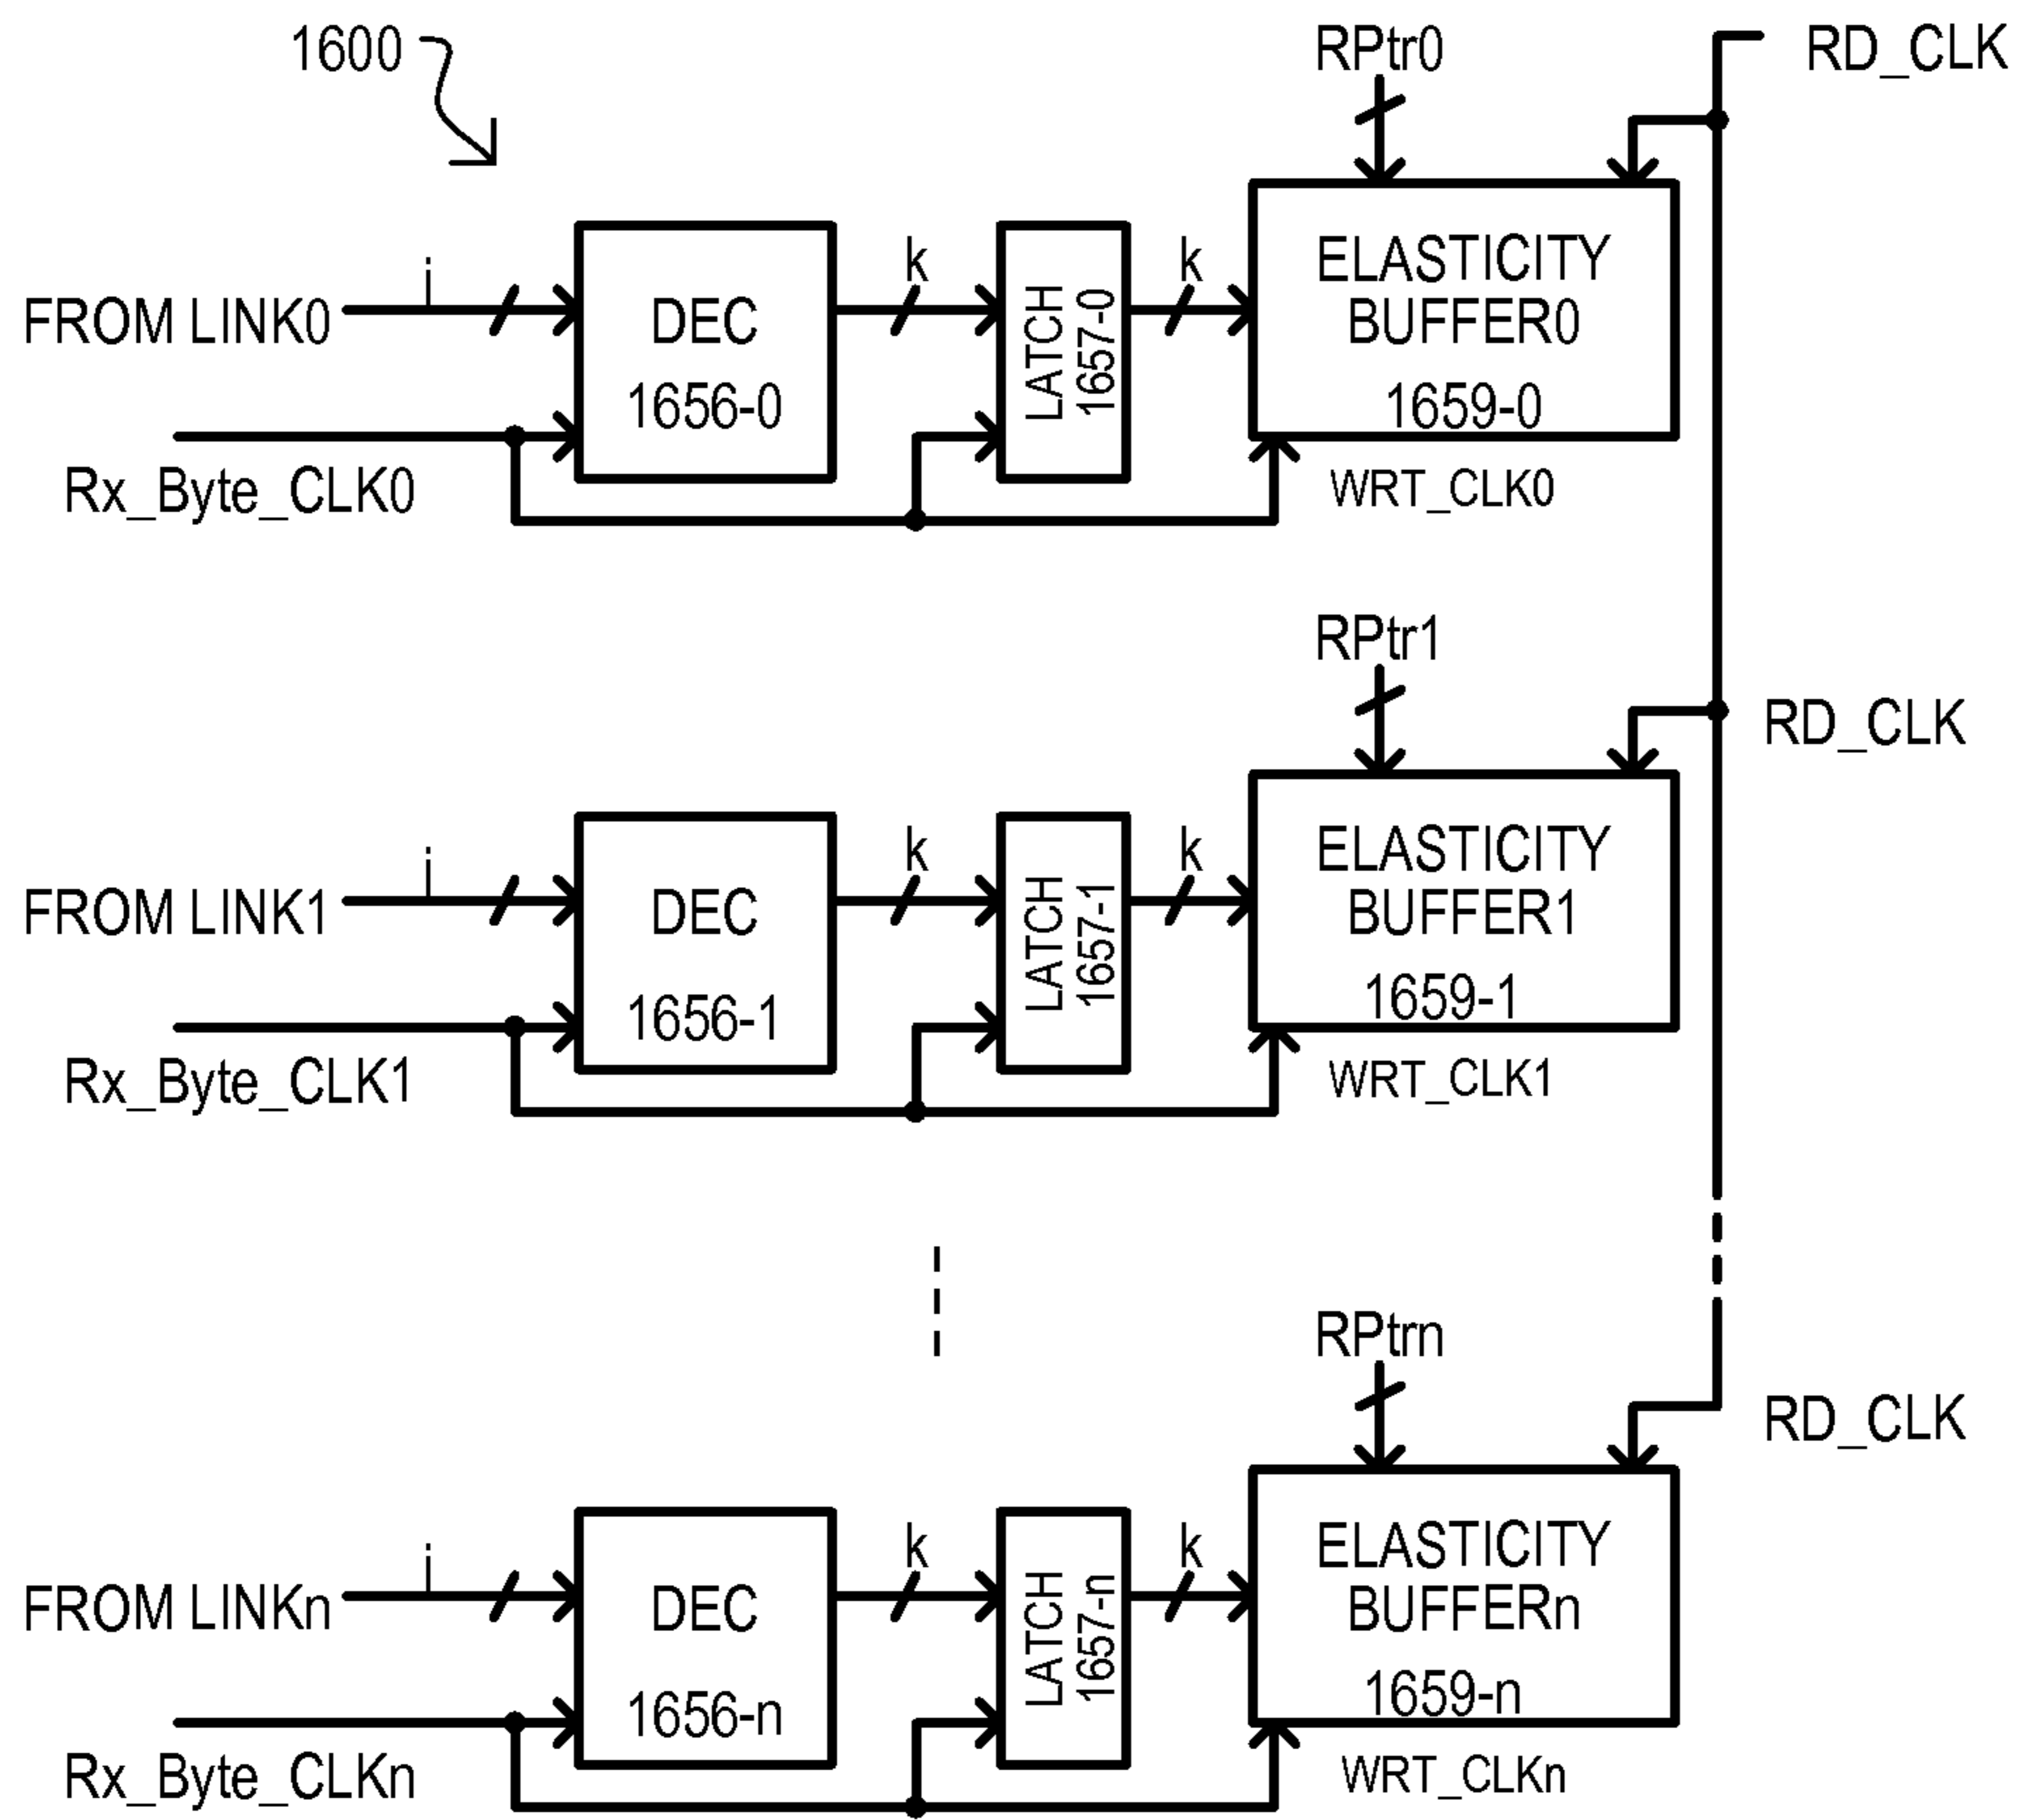 1600
RPtr0
RD_CLK
j
k
k
FROM LINK0
DEC
1656-0
LATCH
1657-0
ELASTICITY
BUFFER0
1659-0
Rx_Byte_CLK0
WRT_CLK0
RPtr1
RD_CLK
j
k
k
FROM LINK1
DEC
1656-1
LATCH
1657-1
ELASTICITY
BUFFER1
1659-1
Rx_Byte_CLK1
WRT_CLK1
RPtrn
RD_CLK
j
k
k
FROM LINKn
DEC
1656-n
LATCH
1657-n
ELASTICITY
BUFFERn
1659-n
Rx_Byte_CLKn
WRT_CLKn